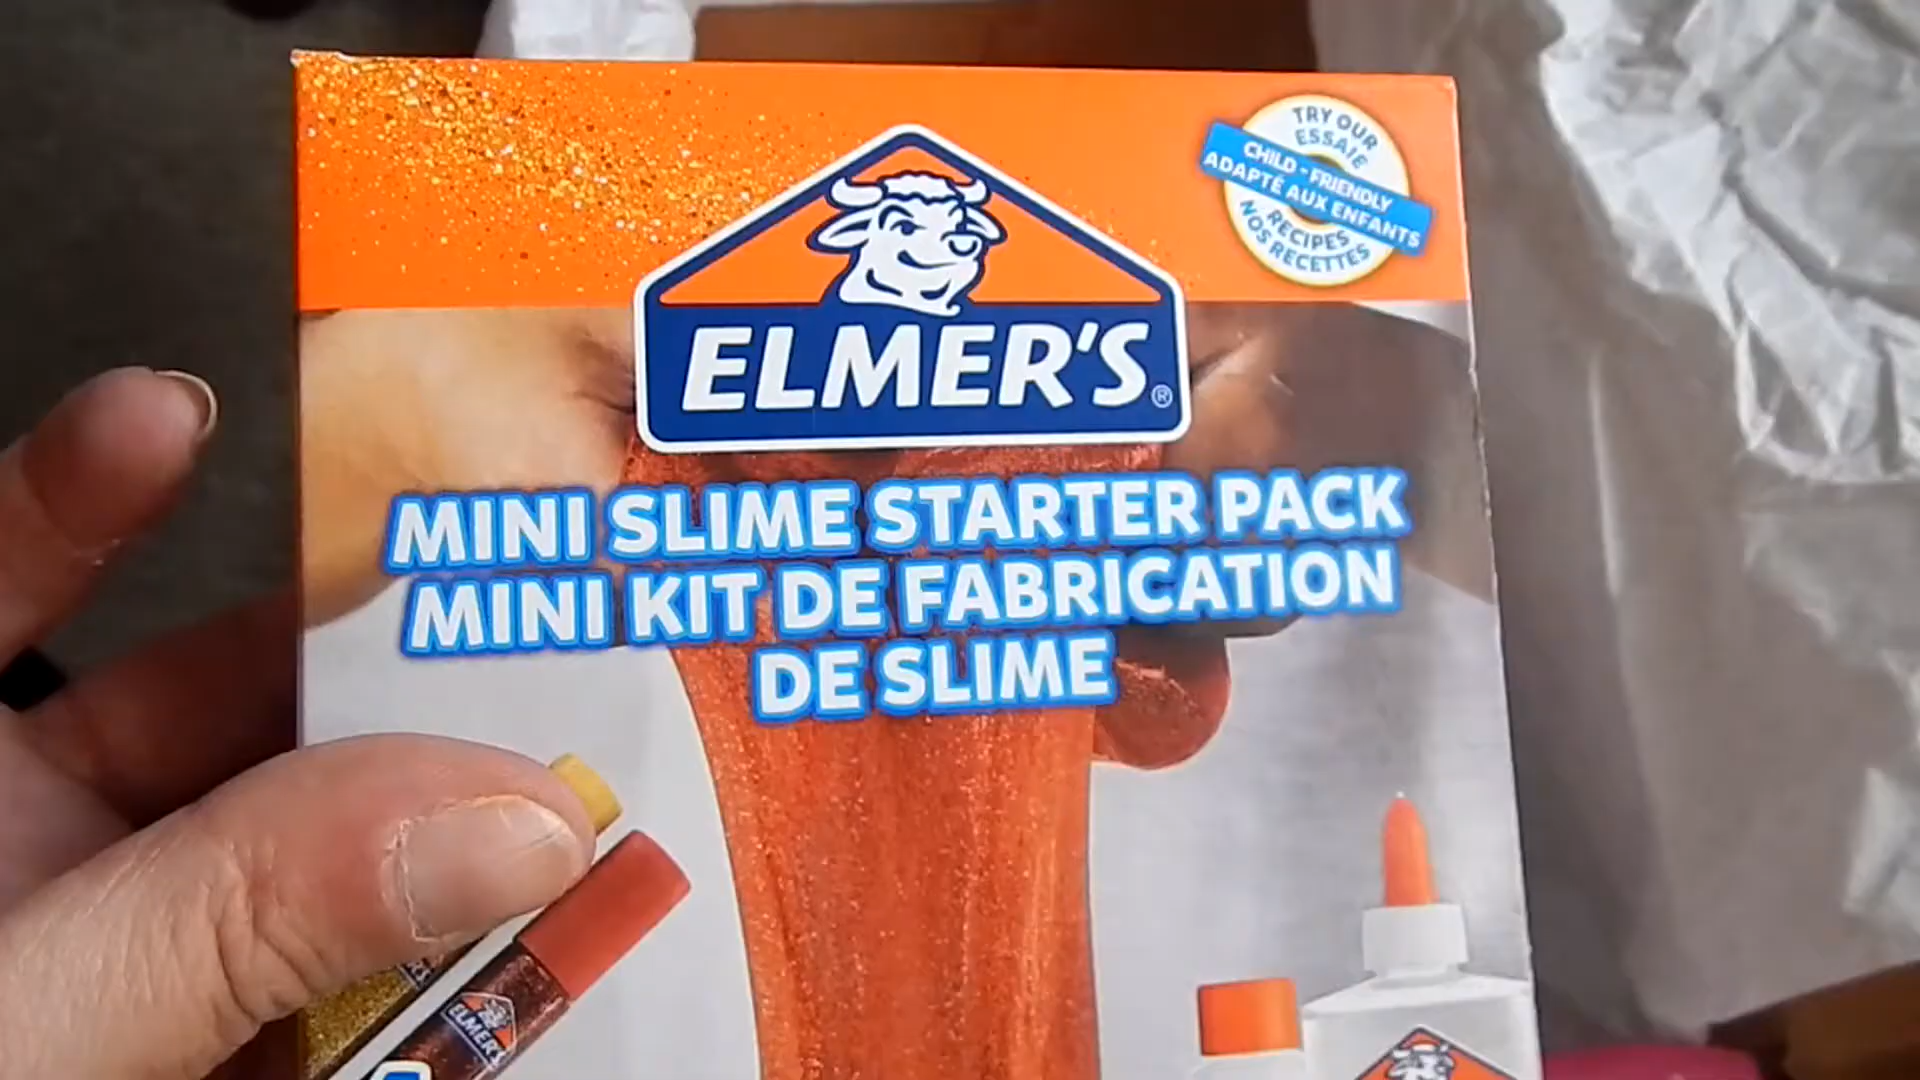 TRY OUR
ESSAIE
CHILD-FRIENDLY
ADAPTÉ AUX ENFANTS
RECIPES
NOS RECETTES
ELMER'S®
MINI SLIME STARTER PACK
MINI KIT DE FABRICATION
DE SLIME
ELMER'S